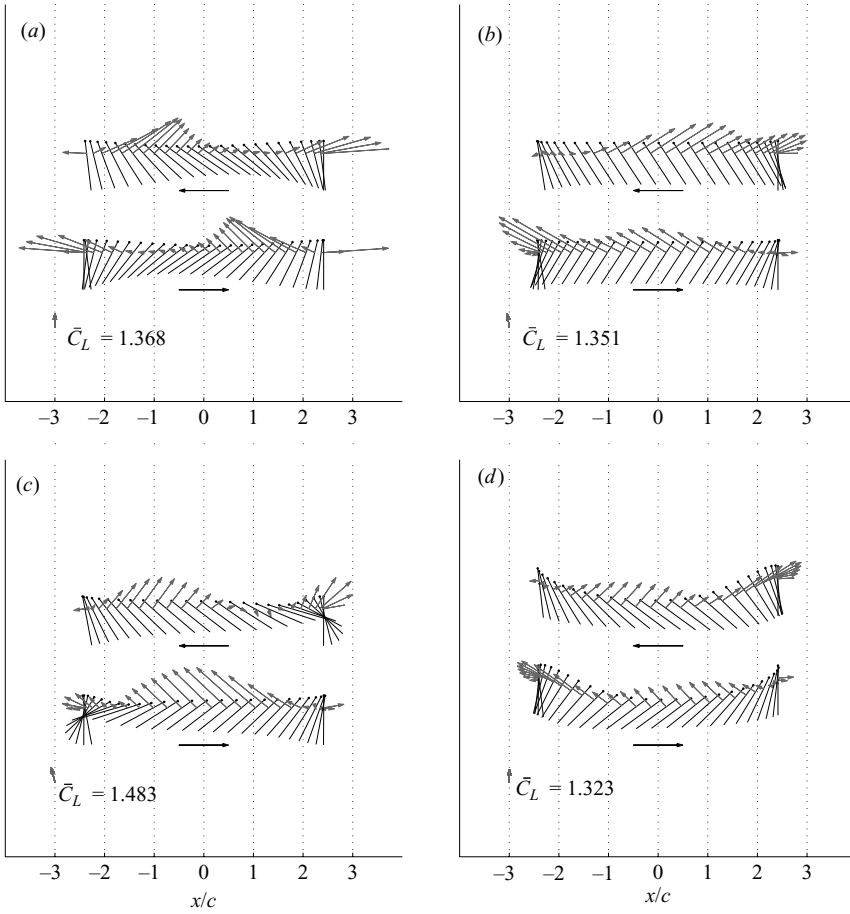 (a)
C̄_L = 1.368
–3 –2 –1 0 1 2 3
(b)
C̄_L = 1.351
–3 –2 –1 0 1 2 3
x/c
(c)
C̄_L = 1.483
–3 –2 –1 0 1 2 3
x/c
(d)
C̄_L = 1.323
–3 –2 –1 0 1 2 3
x/c